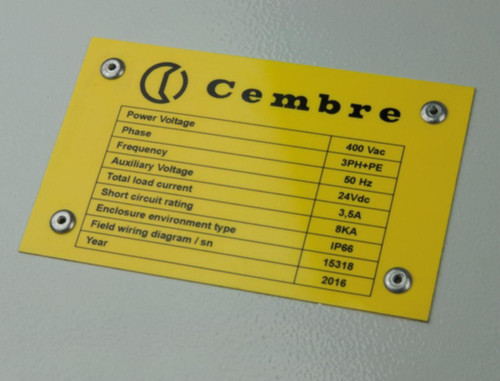 Cembre
Power Voltage 400 Vac
Phase 3PH+PE
Frequency 50 Hz
Auxiliary Voltage 24Vdc
Total load current 3,5A
Short circuit rating 8KA
Enclosure environment type IP66
Field wiring diagram / sn 15318
Year 2016